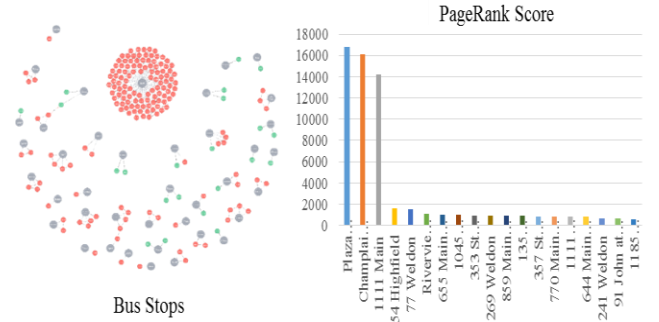 PageRank Score
18000
16000
14000
12000
10000
8000
6000
4000
2000
0
Plaza..
Champlai..
1111 Main
54 Highfield
77 Weldon
Rivervie..
655 Main..
1045..
353 St..
269 Weldon
859 Main..
135..
357 St..
770 Main..
1111..
644 Main..
241 Weldon
91 John at..
1185..
Bus Stops